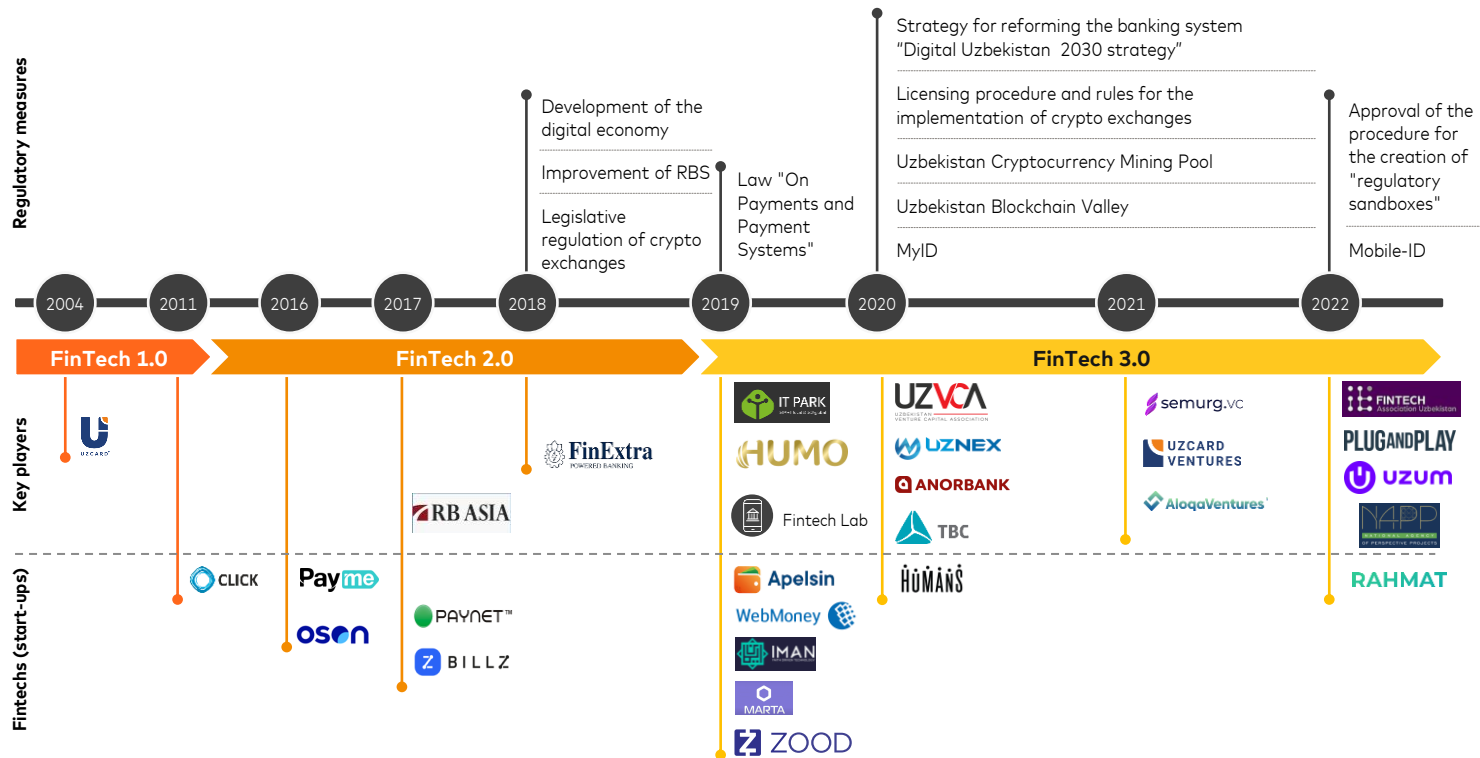 Regulatory measures
Development of the
digital economy
Improvement of RBS
Legislative
regulation of crypto
exchanges
Law "On
Payments and
Payment
Systems"
Strategy for reforming the banking system
“Digital Uzbekistan 2030 strategy”
Licensing procedure and rules for the
implementation of crypto exchanges
Uzbekistan Cryptocurrency Mining Pool
Uzbekistan Blockchain Valley
MyID
Approval of the
procedure for
the creation of
"regulatory
sandboxes"
Mobile-ID
2004
2011
2016
2017
2018
2019
2020
2021
2022
FinTech 1.0
FinTech 2.0
FinTech 3.0
Key players
UZCARD
RB ASIA
FinExtra
POWERED BANKING
IT PARK
HUMO
Fintech Lab
UZVCA
UZBEKISTAN
VENTURE CAPITAL ASSOCIATION
UZNEX
ANORBANK
TBC
semurg.vc
UZCARD
VENTURES
AloqaVentures
FINTECH
Association Uzbekistan
PLUGANDPLAY
uzum
NAPP
NATIONAL AGENCY
OF PERSPECTIVE PROJECTS
Fintechs (start-ups)
CLICK
Payme
OSON
PAYNET™
BILLZ
Apelsin
WebMoney
IMAN
MARTA
ZOOD
HUMANS
RAHMAT